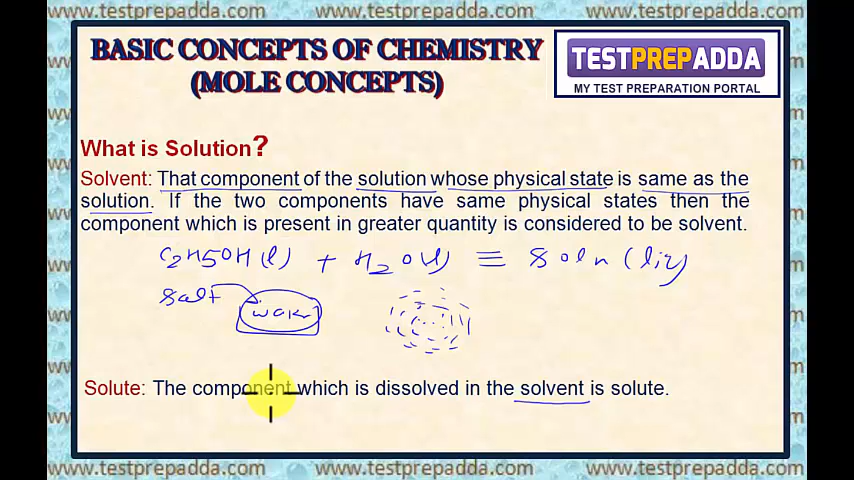 www.testprepadda.com www.testprepadda.com www.testprepadda.com
BASIC CONCEPTS OF CHEMISTRY
(MOLE CONCEPTS)
TESTPREPADDA
MY TEST PREPARATION PORTAL
What is Solution?
Solvent: That component of the solution whose physical state is same as the
solution. If the two components have same physical states then the
component which is present in greater quantity is considered to be solvent.
C2H5OH(l) + H2O(l) ≡ Soln (liq)
Salt water
Solute: The component which is dissolved in the solvent is solute.
www.testprepadda.com www.testprepadda.com www.testprepadda.com